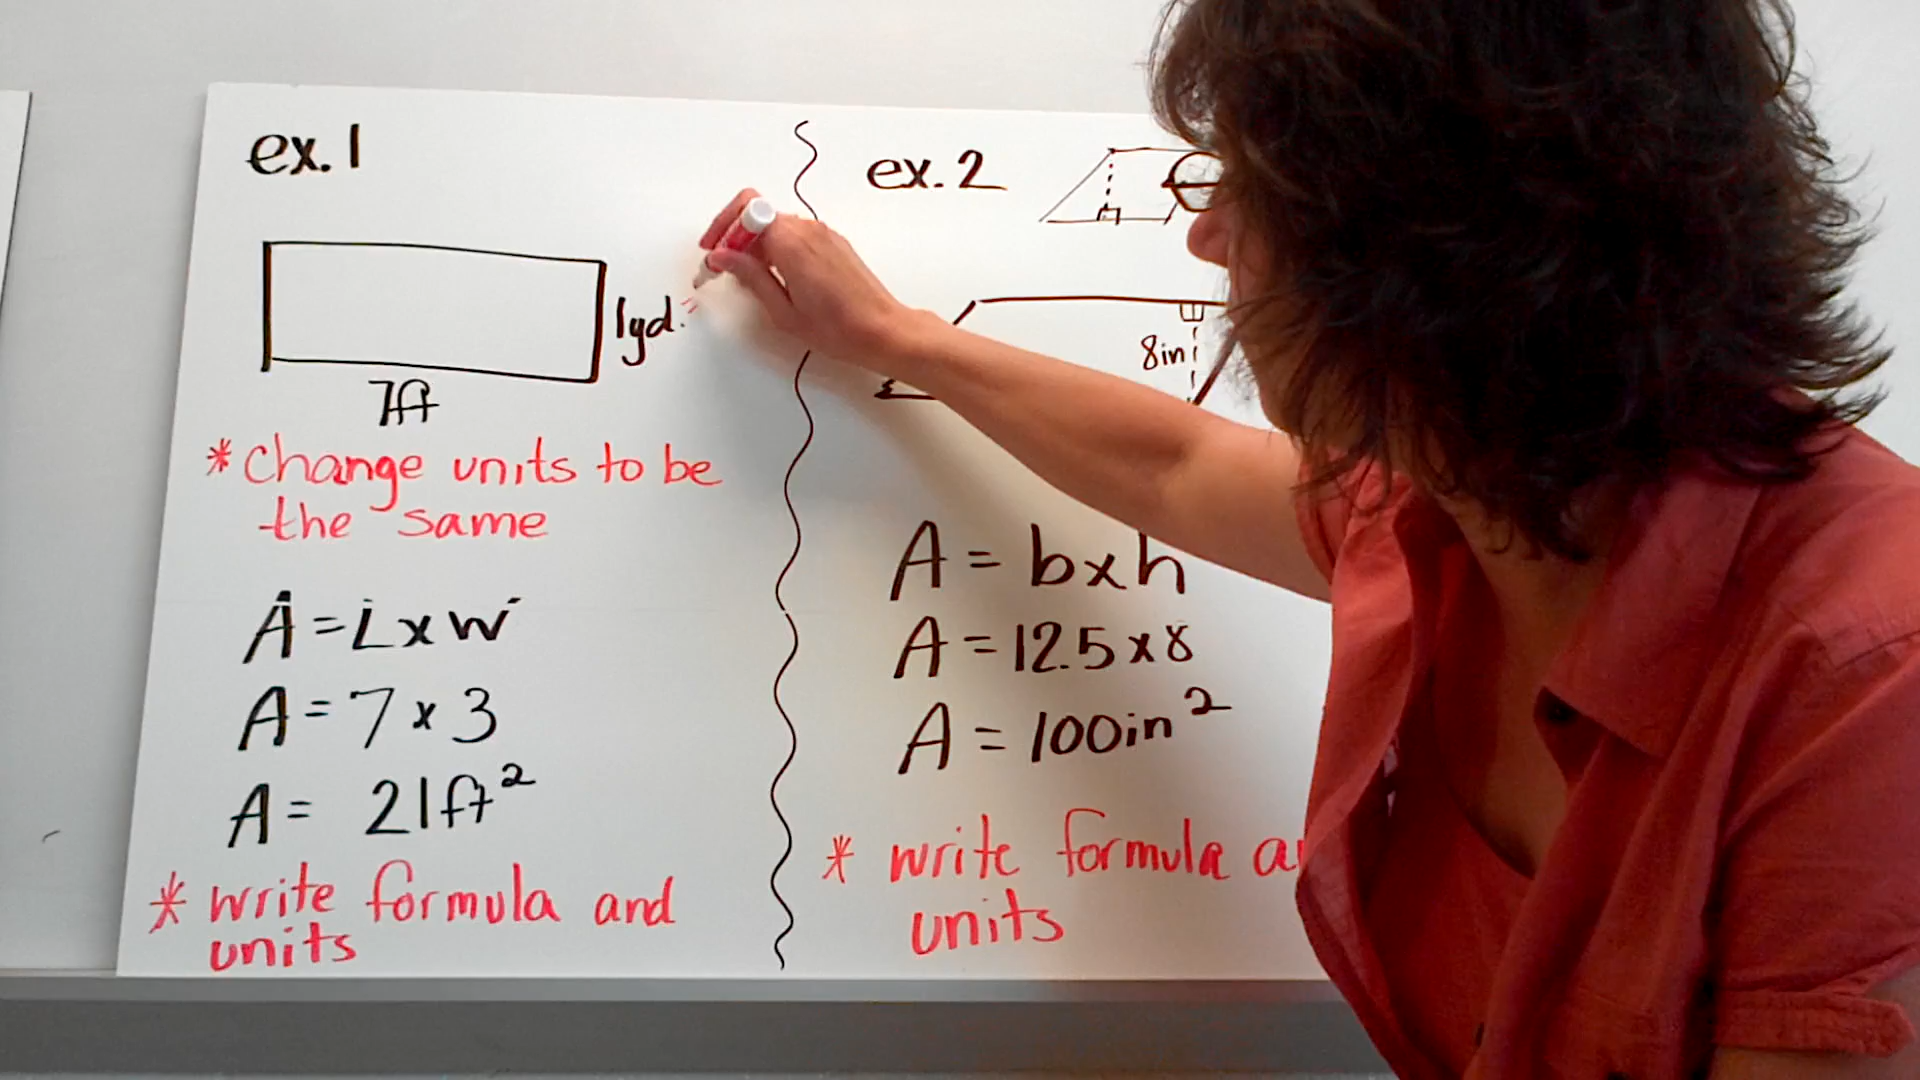 ex. 1
1yd. =
7ft
* Change units to be
the same
A = L x W
A = 7 x 3
A = 21ft²
* write formula and
units
ex. 2
8in
A = b x h
A = 12.5 x 8
A = 100in²
* write formula
units